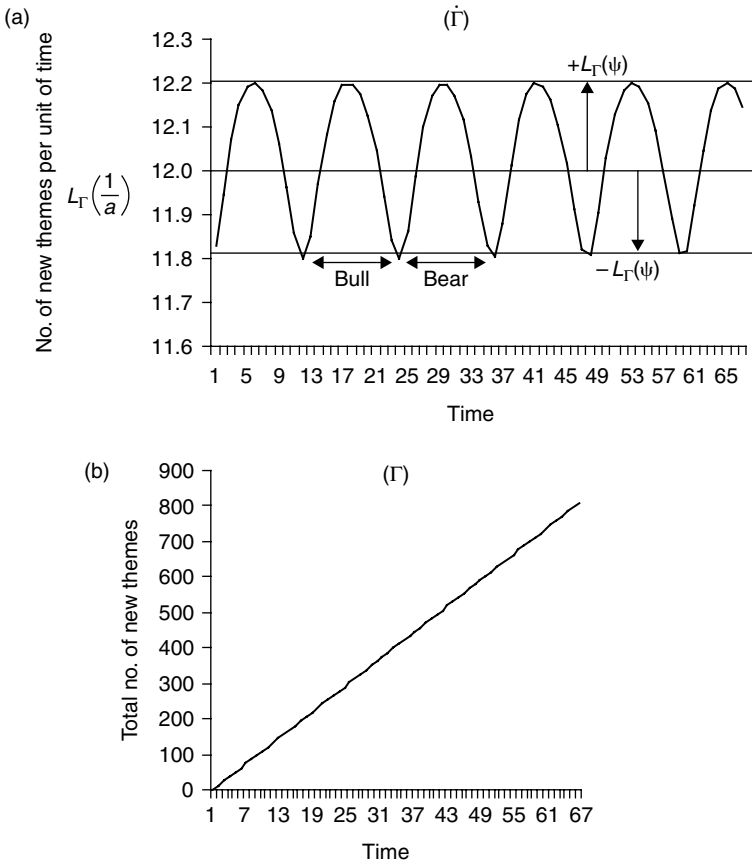 (a)
(Γ̇)
No. of new themes per unit of time
L_Γ(1/a)
12.3
12.2
12.1
12.0
11.9
11.8
11.7
11.6
+L_Γ(ψ)
−L_Γ(ψ)
Bull
Bear
1 5 9 13 17 21 25 29 33 37 41 45 49 53 57 61 65
Time
(b)
(Γ)
Total no. of new themes
900
800
700
600
500
400
300
200
100
0
1 7 13 19 25 31 37 43 49 55 61 67
Time